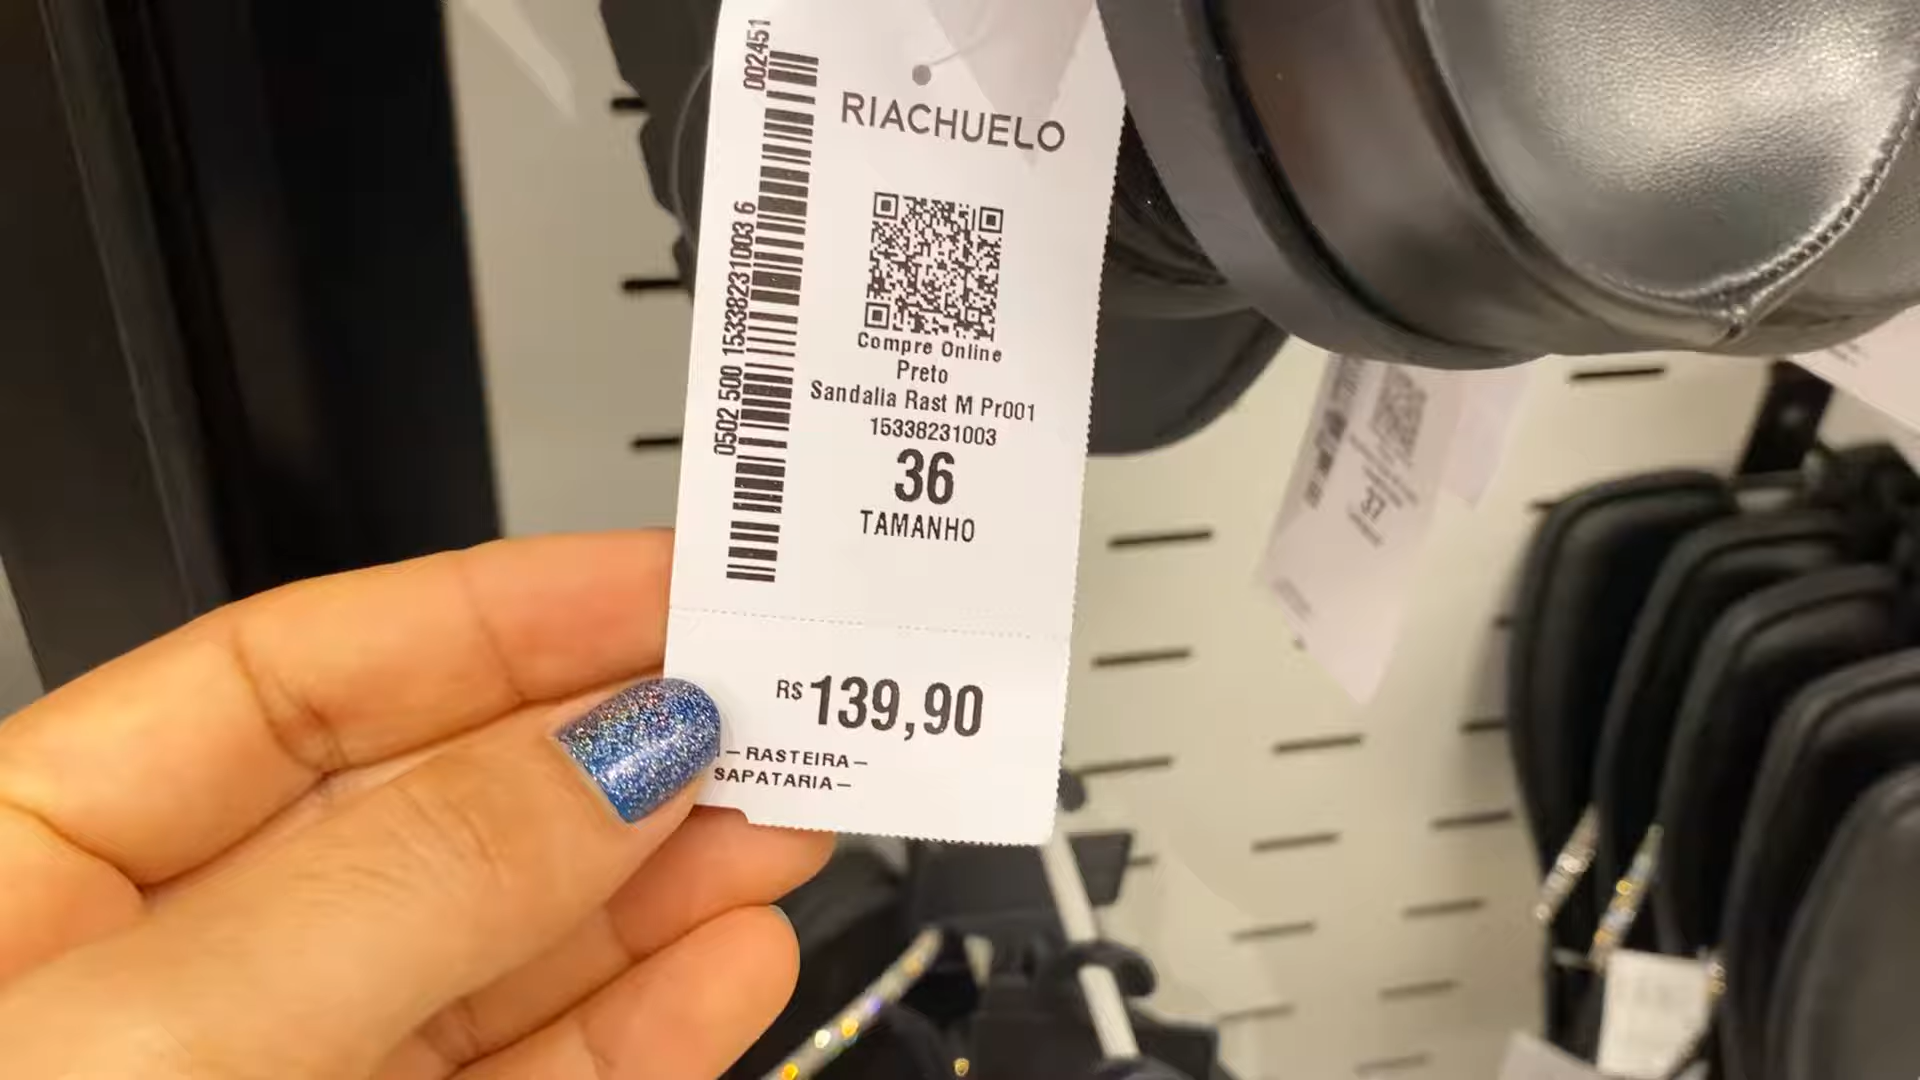 002451
0502 500 15338231003 6
RIACHUELO
Compre Online
Preto
Sandalia Rast M Pr001
15338231003
36
TAMANHO
R$ 139,90
– RASTEIRA –
SAPATARIA –